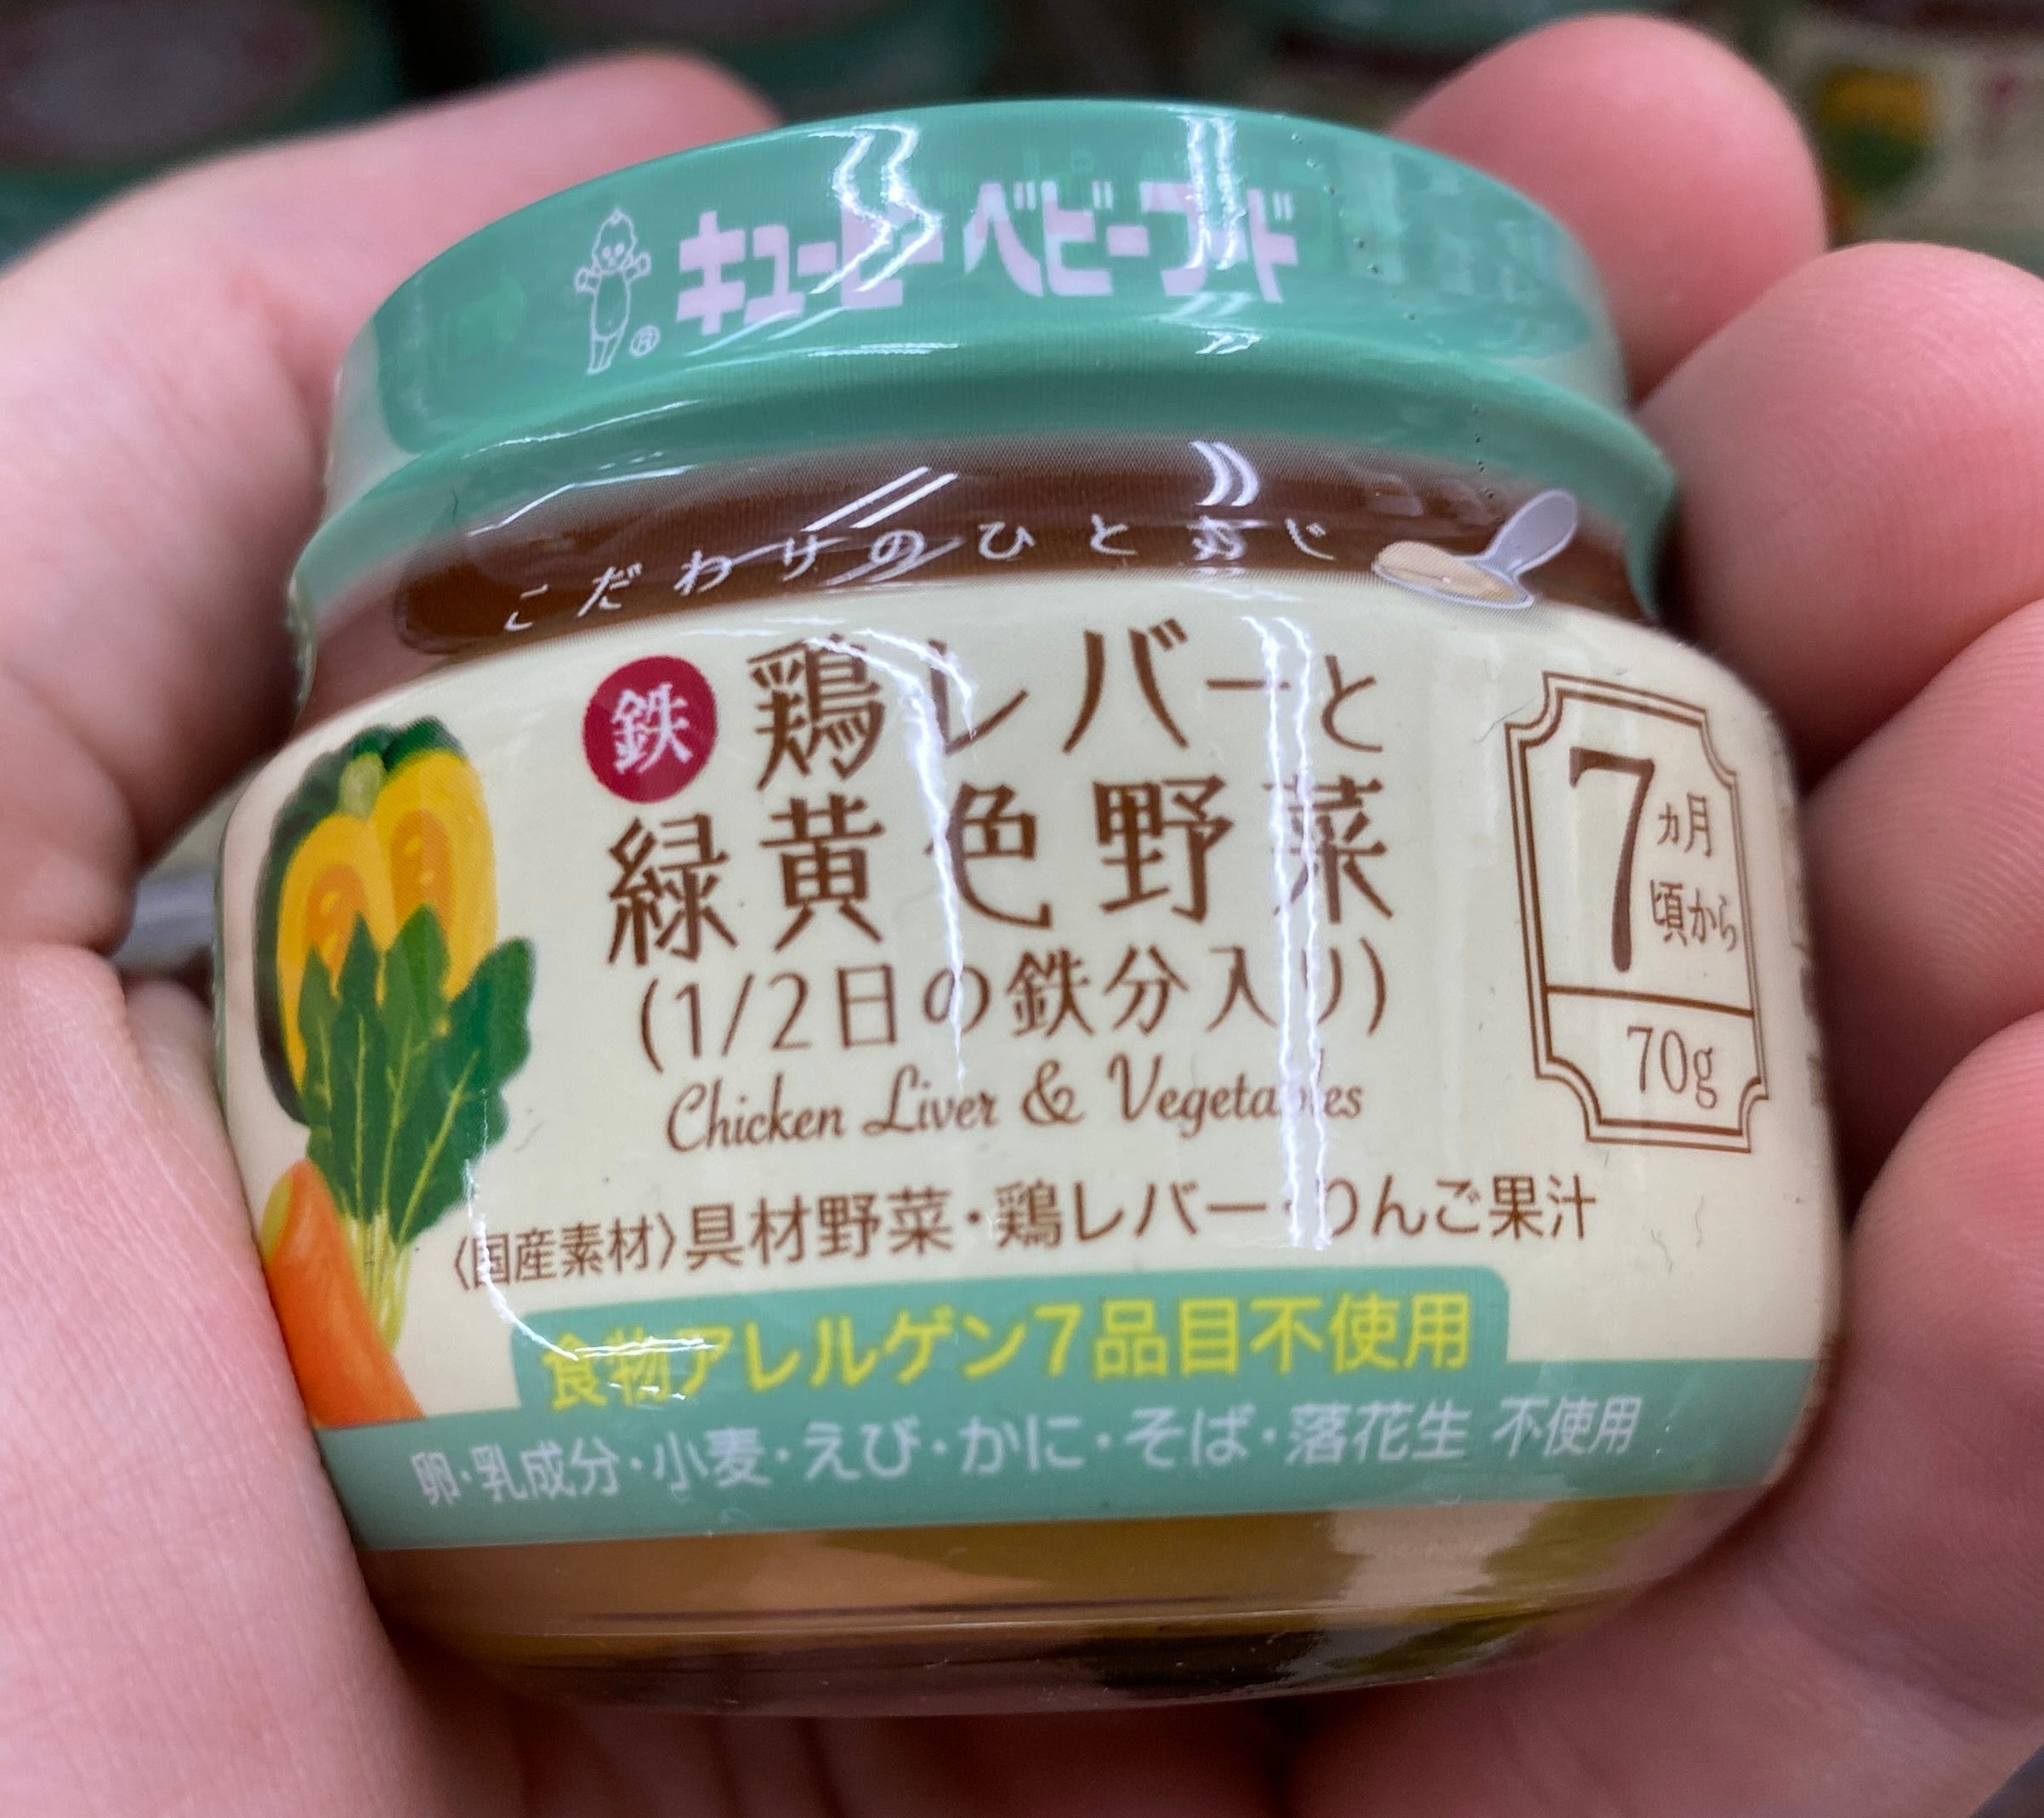 キユーピー ベビーフード
®
こだわりのひとさじ
鉄
鶏レバーと
緑黄色野菜
(1/2日の鉄分入り)
Chicken Liver & Vegetables
7ヵ月
頃から
70g
〈国産素材〉具材野菜・鶏レバー・りんご果汁
食物アレルゲン7品目不使用
卵・乳成分・小麦・えび・かに・そば・落花生 不使用